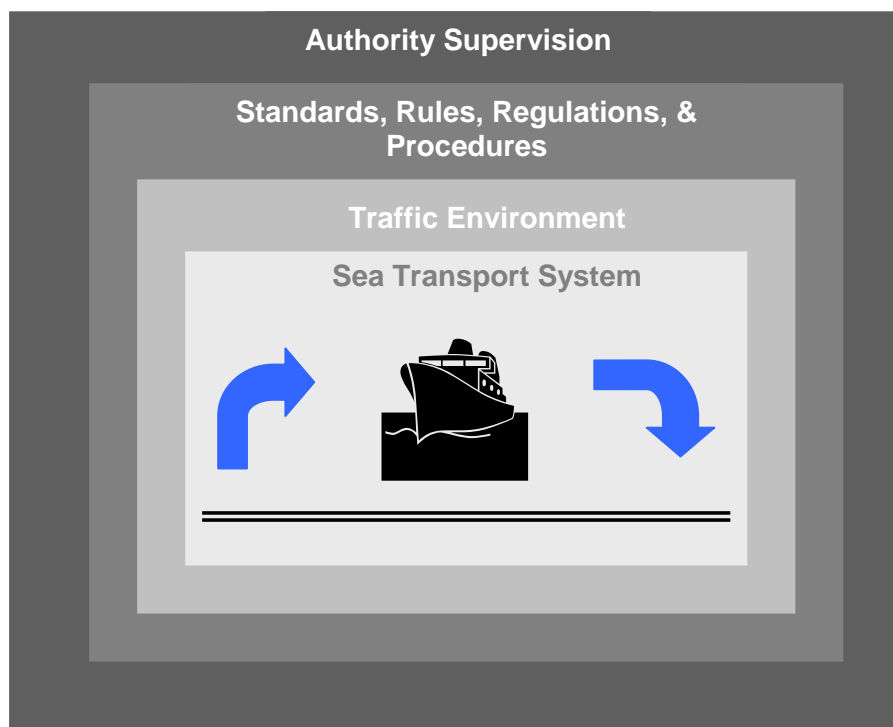 Authority Supervision
Standards, Rules, Regulations, &
Procedures
Traffic Environment
Sea Transport System